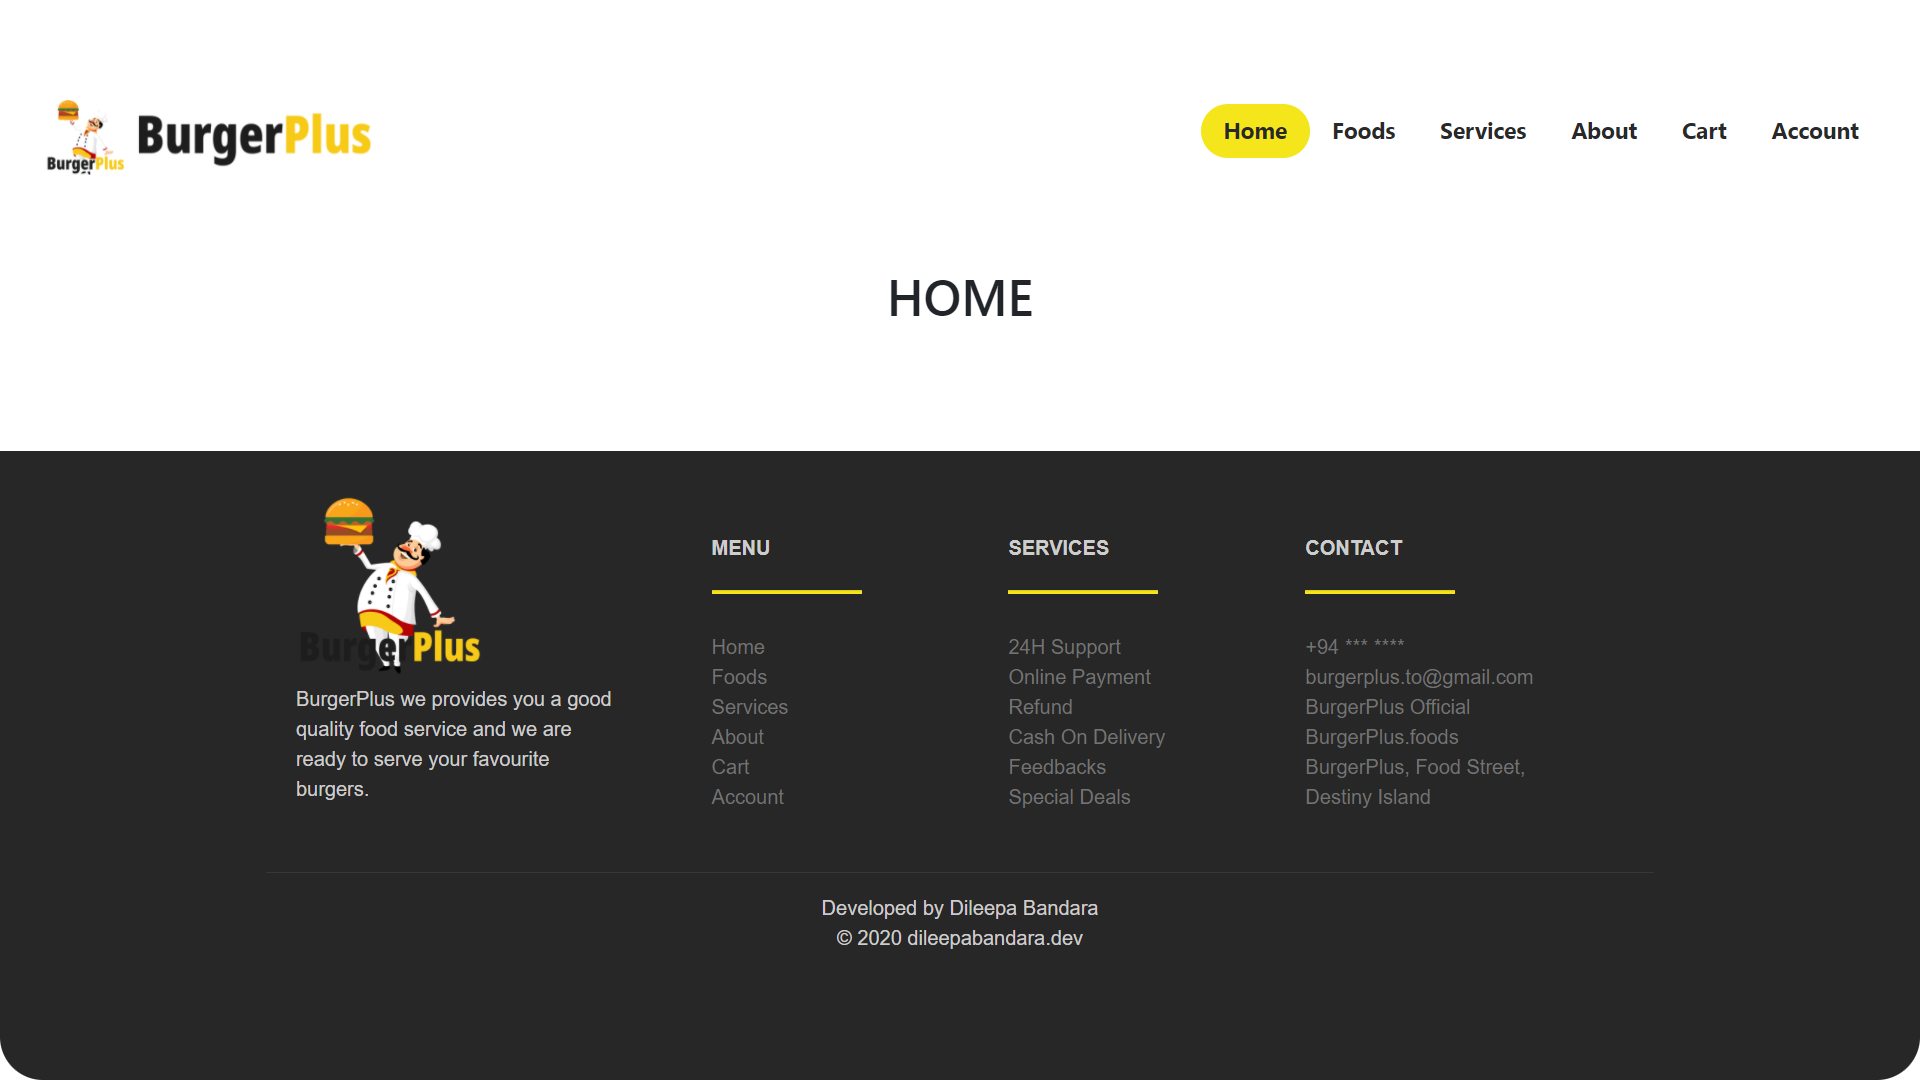 BurgerPlus
BurgerPlus
Home
Foods
Services
About
Cart
Account
HOME
BurgerPlus
BurgerPlus we provides you a good
quality food service and we are
ready to serve your favourite
burgers.
MENU
Home
Foods
Services
About
Cart
Account
SERVICES
24H Support
Online Payment
Refund
Cash On Delivery
Feedbacks
Special Deals
CONTACT
+94 *** ****
burgerplus.to@gmail.com
BurgerPlus Official
BurgerPlus.foods
BurgerPlus, Food Street,
Destiny Island
Developed by Dileepa Bandara
© 2020 dileepabandara.dev